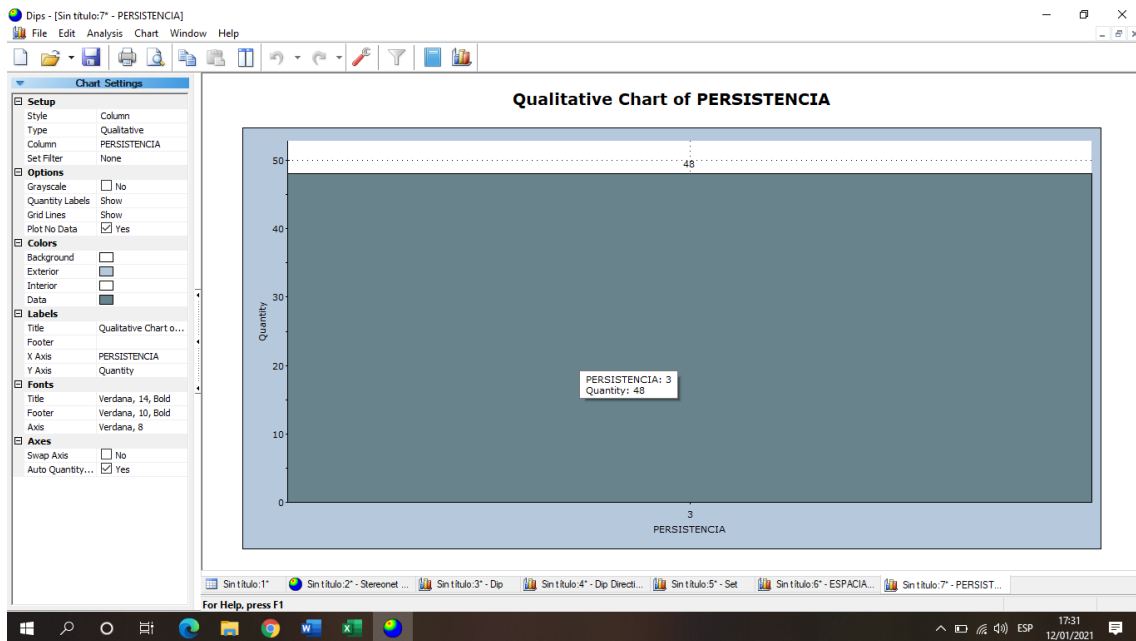 Dips - [Sin título:7* - PERSISTENCIA]
File Edit Analysis Chart Window Help
Chart Settings
Setup
Style Column
Type Qualitative
Column PERSISTENCIA
Set Filter None
Options
Grayscale No
Quantity Labels Show
Grid Lines Show
Plot No Data Yes
Colors
Background
Exterior
Interior
Data
Labels
Title Qualitative Chart o...
Footer
X Axis PERSISTENCIA
Y Axis Quantity
Fonts
Title Verdana, 14, Bold
Footer Verdana, 10, Bold
Axis Verdana, 8
Axes
Swap Axis No
Auto Quantity... Yes
Qualitative Chart of PERSISTENCIA
50
40
30
20
10
0
Quantity
48
PERSISTENCIA: 3
Quantity: 48
3
PERSISTENCIA
Sin título:1* Sin título:2* - Stereonet ... Sin título:3* - Dip Sin título:4* - Dip Directi... Sin título:5* - Set Sin título:6* - ESPACIA... Sin título:7* - PERSIST...
For Help, press F1
ESP
17:31
12/01/2021